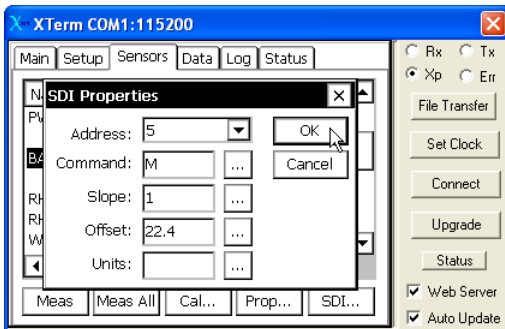 XTerm COM1:115200
Main Setup Sensors Data Log Status
Rx Tx
Xp Err
SDI Properties
File Transfer
Address: 5 OK
Set Clock
Command: M ... Cancel
Connect
Slope: 1 ...
Upgrade
Offset: 22.4 ...
Status
Units: ...
Web Server
Meas Meas All Cal... Prop... SDI...
Auto Update